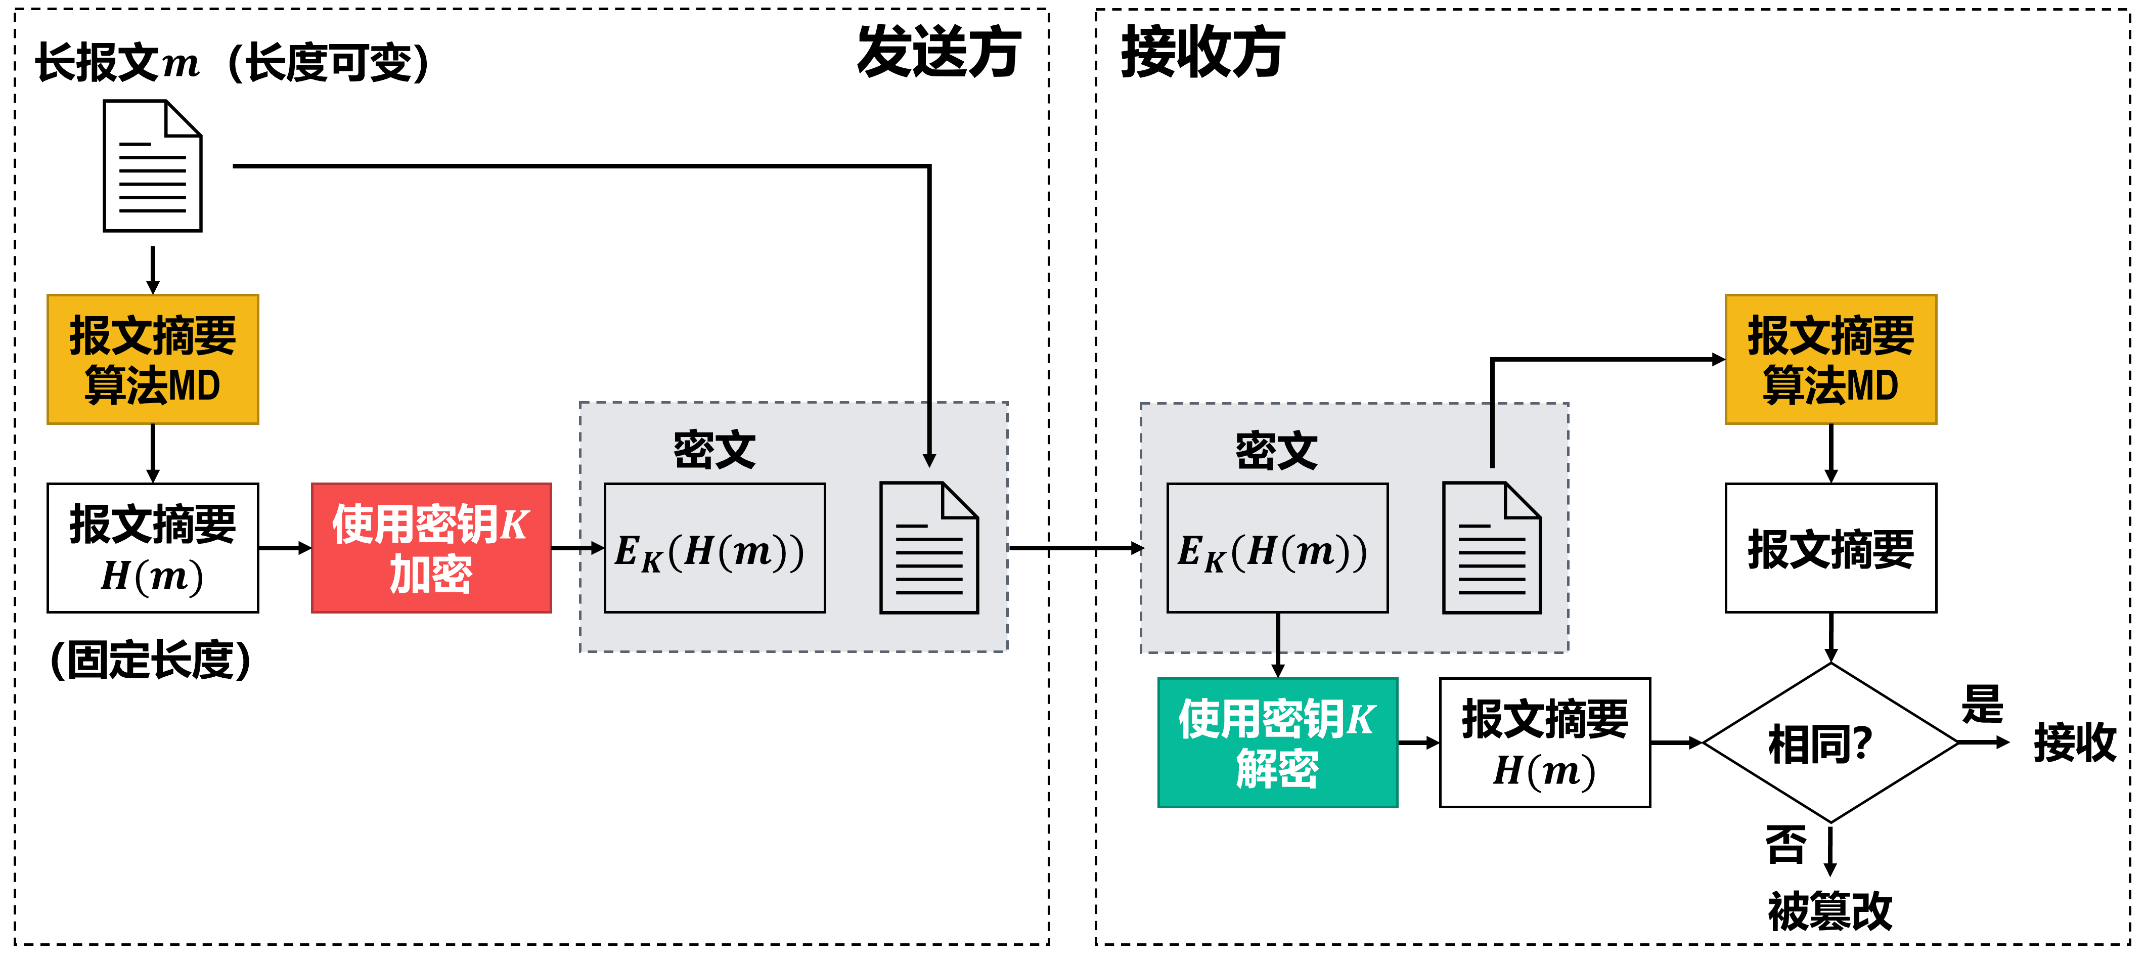 发送方
长报文m（长度可变）
报文摘要
算法MD
报文摘要
H(m)
（固定长度）
使用密钥K
加密
密文
E_K(H(m))
接收方
密文
E_K(H(m))
使用密钥K
解密
报文摘要
H(m)
报文摘要
算法MD
报文摘要
相同?
是
接收
否
被篡改